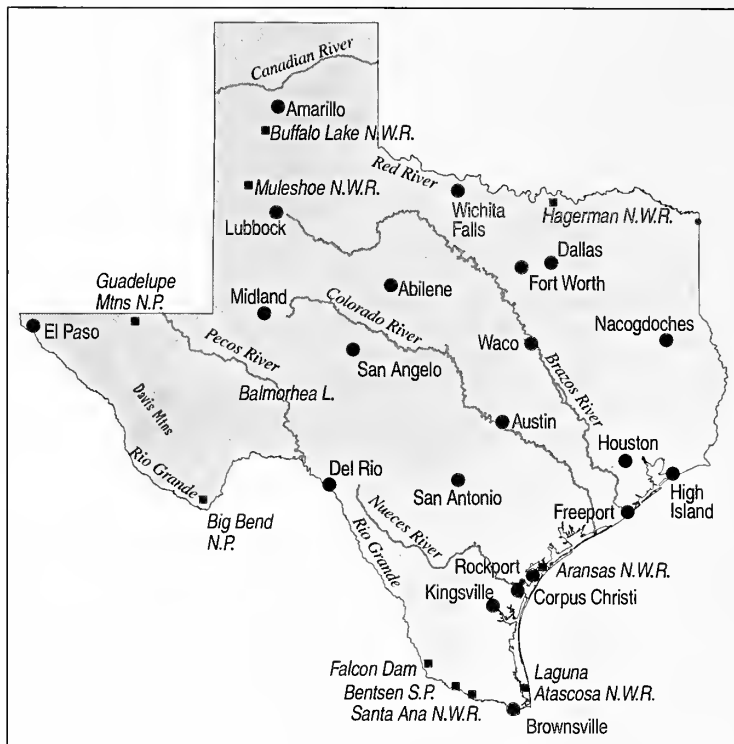 Canadian River
Amarillo
Buffalo Lake N.W.R.
Red River
Muleshoe N.W.R.
Wichita
Falls
Hagerman N.W.R.
Lubbock
Dallas
Fort Worth
Guadelupe
Mtns N.P.
Abilene
Midland
El Paso
Colorado River
Nacogdoches
Pecos River
Waco
San Angelo
Brazos River
Balmorhea L.
Davis Mtns
Austin
Houston
Rio Grande
Del Rio
San Antonio
High
Island
Freeport
Big Bend
N.P.
Nueces River
Rio Grande
Rockport
Aransas N.W.R.
Kingsville
Corpus Christi
Falcon Dam
Laguna
Atascosa N.W.R.
Bentsen S.P.
Santa Ana N.W.R.
Brownsville